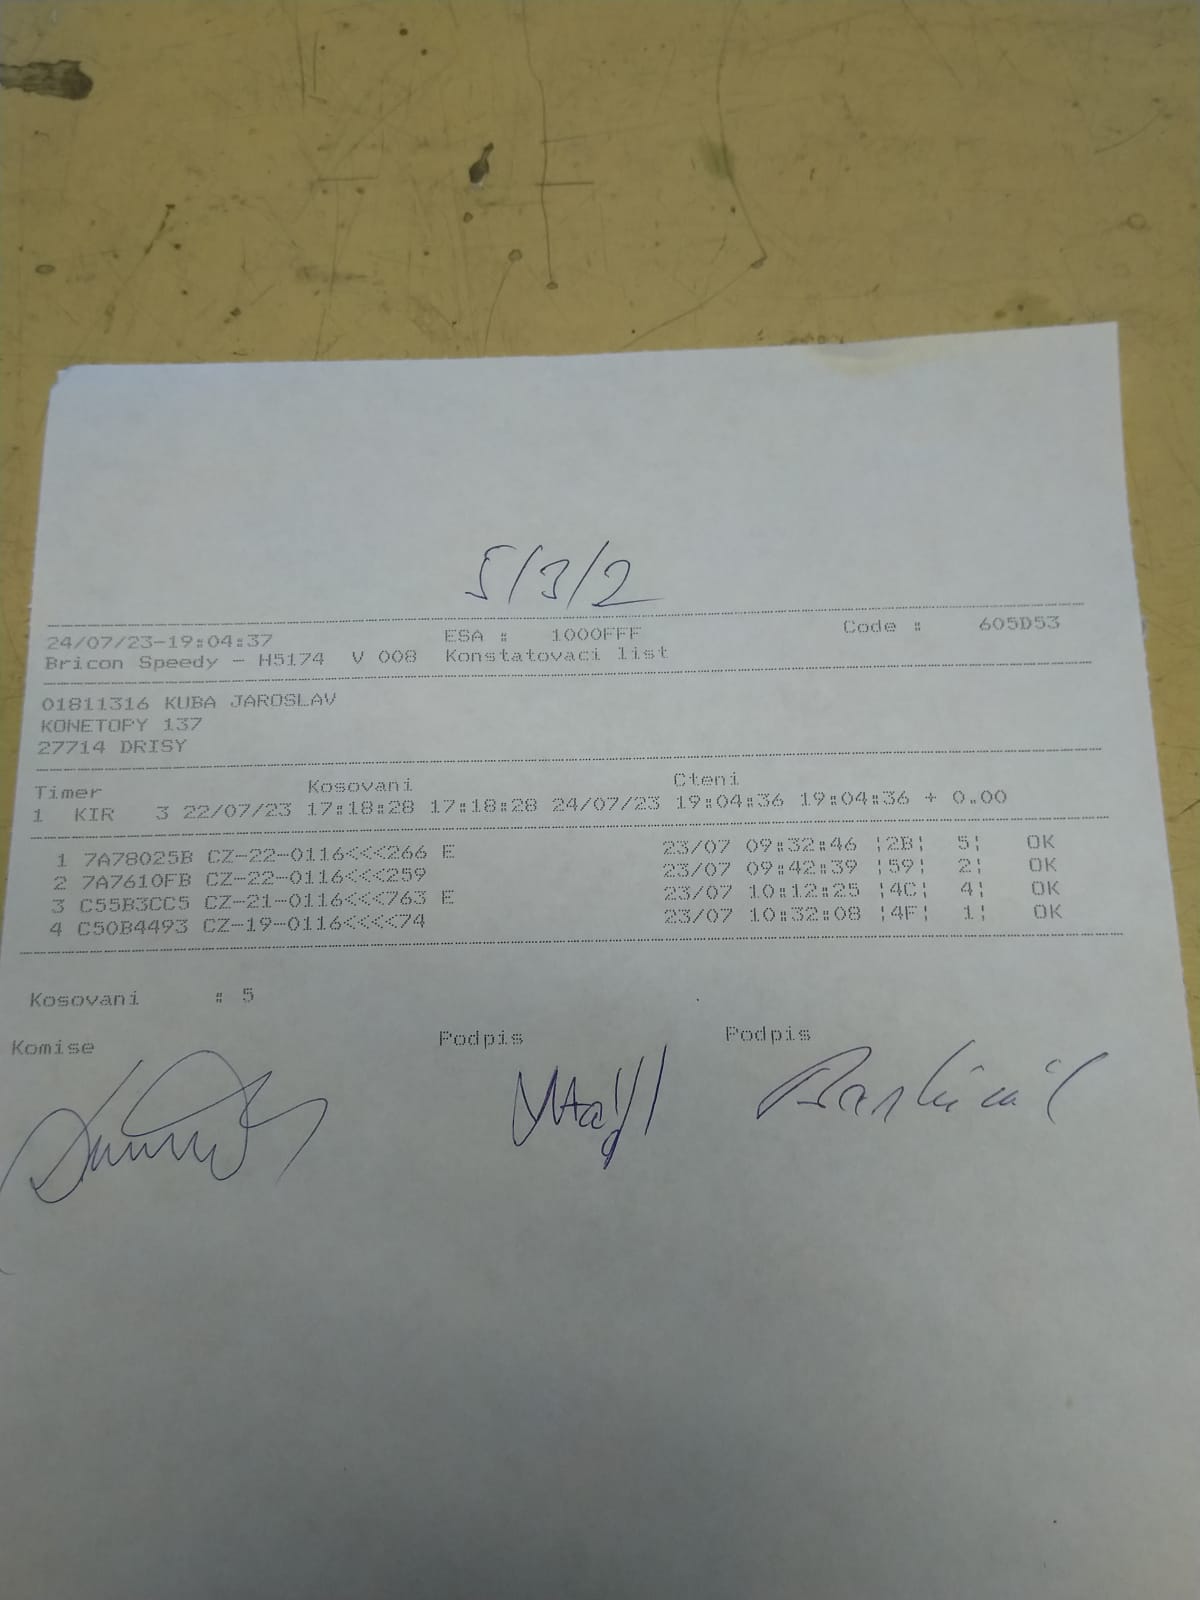 5/3/2
24/07/23-19:04:37 ESA : 1000FFF Code : 605D53
Bricon Speedy - H5174 V 008 Konstatovaci list
01811316 KUBA JAROSLAV
KONETOPY 137
27714 DRISY
Timer Kosovani Cteni
1 KIR 3 22/07/23 17:18:28 17:18:28 24/07/23 19:04:36 19:04:36 + 0.00
1 7A78025B CZ-22-0116<<<266 E 23/07 09:32:46 ¦2B¦ 5¦ OK
2 7A7610FB CZ-22-0116<<<259 23/07 09:42:39 ¦59¦ 2¦ OK
3 C55B3CC5 CZ-21-0116<<<763 E 23/07 10:12:25 ¦4C¦ 4¦ OK
4 C50B4493 CZ-19-0116<<<<74 23/07 10:32:08 ¦4F¦ 1¦ OK
Kosovani : 5
Komise Podpis Podpis